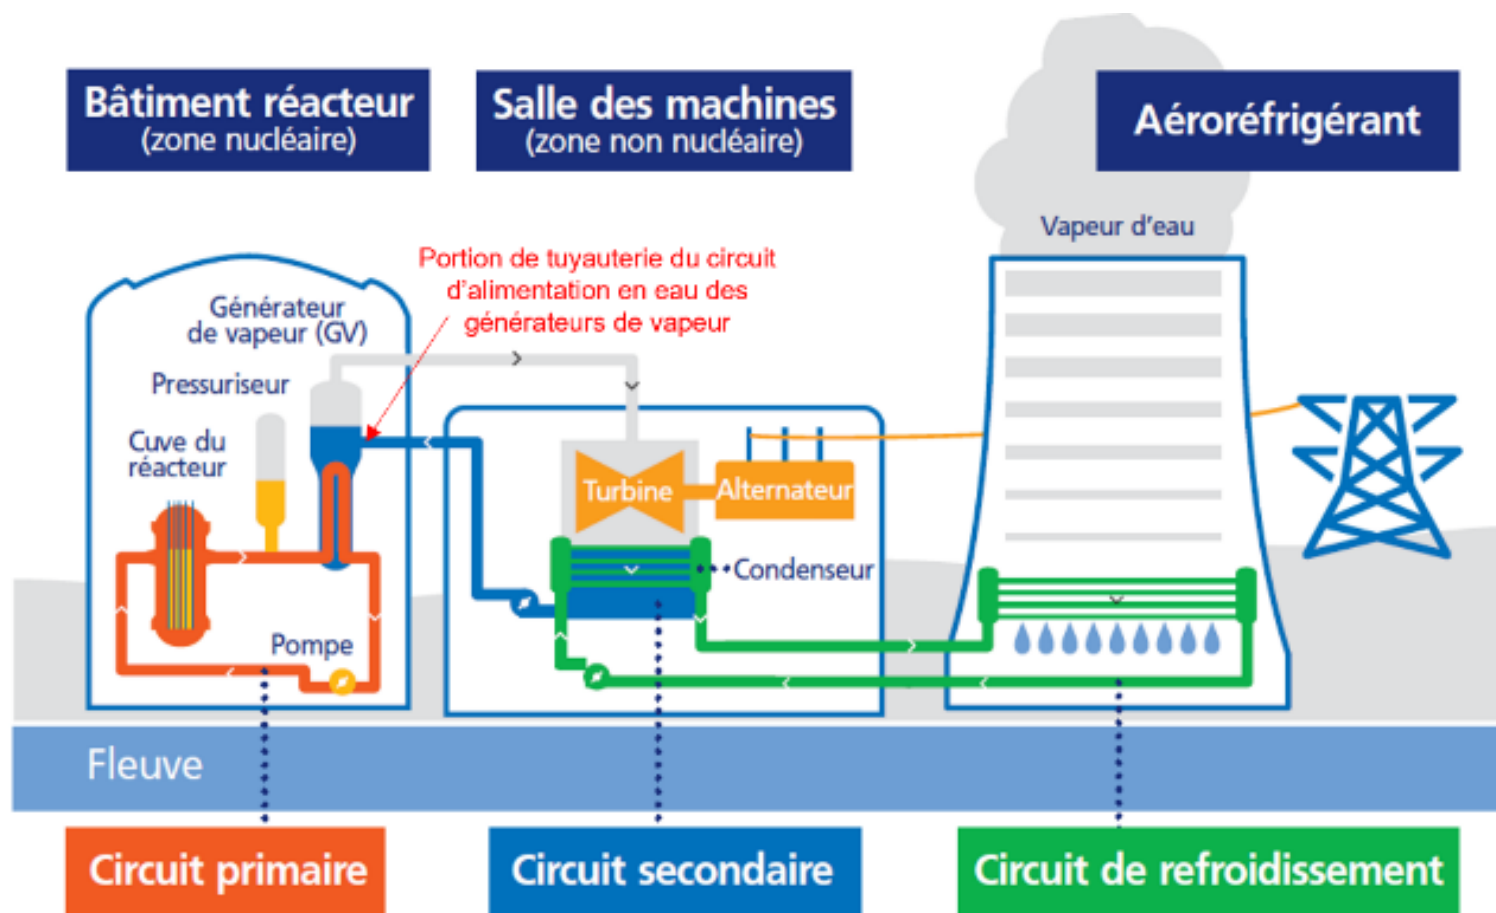 Bâtiment réacteur
(zone nucléaire)
Salle des machines
(zone non nucléaire)
Aéroréfrigérant
Vapeur d'eau
Portion de tuyauterie du circuit
d'alimentation en eau des
générateurs de vapeur
Générateur
de vapeur (GV)
Pressuriseur
Cuve du
réacteur
Turbine
Alternateur
Condenseur
Pompe
Fleuve
Circuit primaire
Circuit secondaire
Circuit de refroidissement